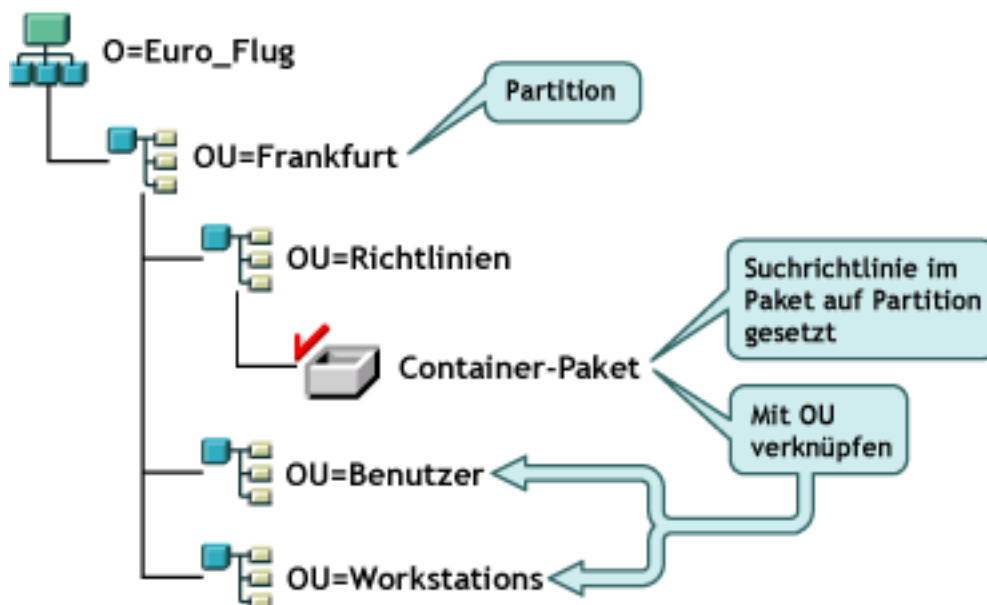 O=Euro_Flug
Partition
OU=Frankfurt
OU=Richtlinien
Suchrichtlinie im
Paket auf Partition
gesetzt
Container-Paket
Mit OU
verknüpfen
OU=Benutzer
OU=Workstations